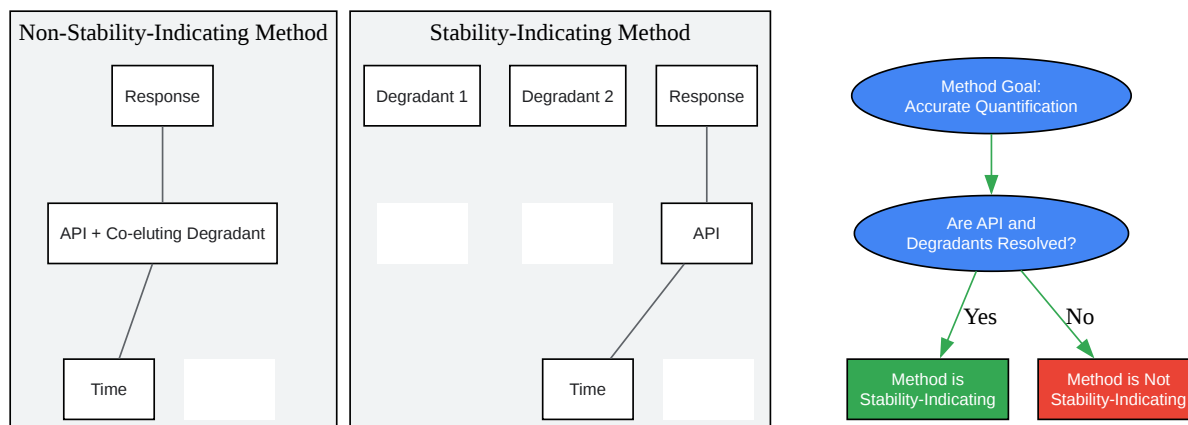 Non-Stability-Indicating Method
Response
API + Co-eluting Degradant
Time
Stability-Indicating Method
Degradant 1
Degradant 2
Response
API
Time
Method Goal:
Accurate Quantification
Are API and
Degradants Resolved?
Yes
No
Method is
Stability-Indicating
Method is Not
Stability-Indicating